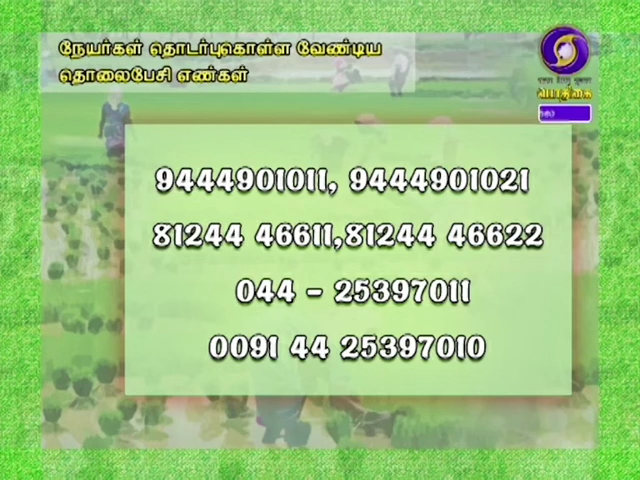 நேயர்கள் தொடர்புகொள்ள வேண்டிய
தொலைபேசி எண்கள்
பொதிகை
9444901011, 9444901021
81244 46611,81244 46622
044 - 25397011
0091 44 25397010